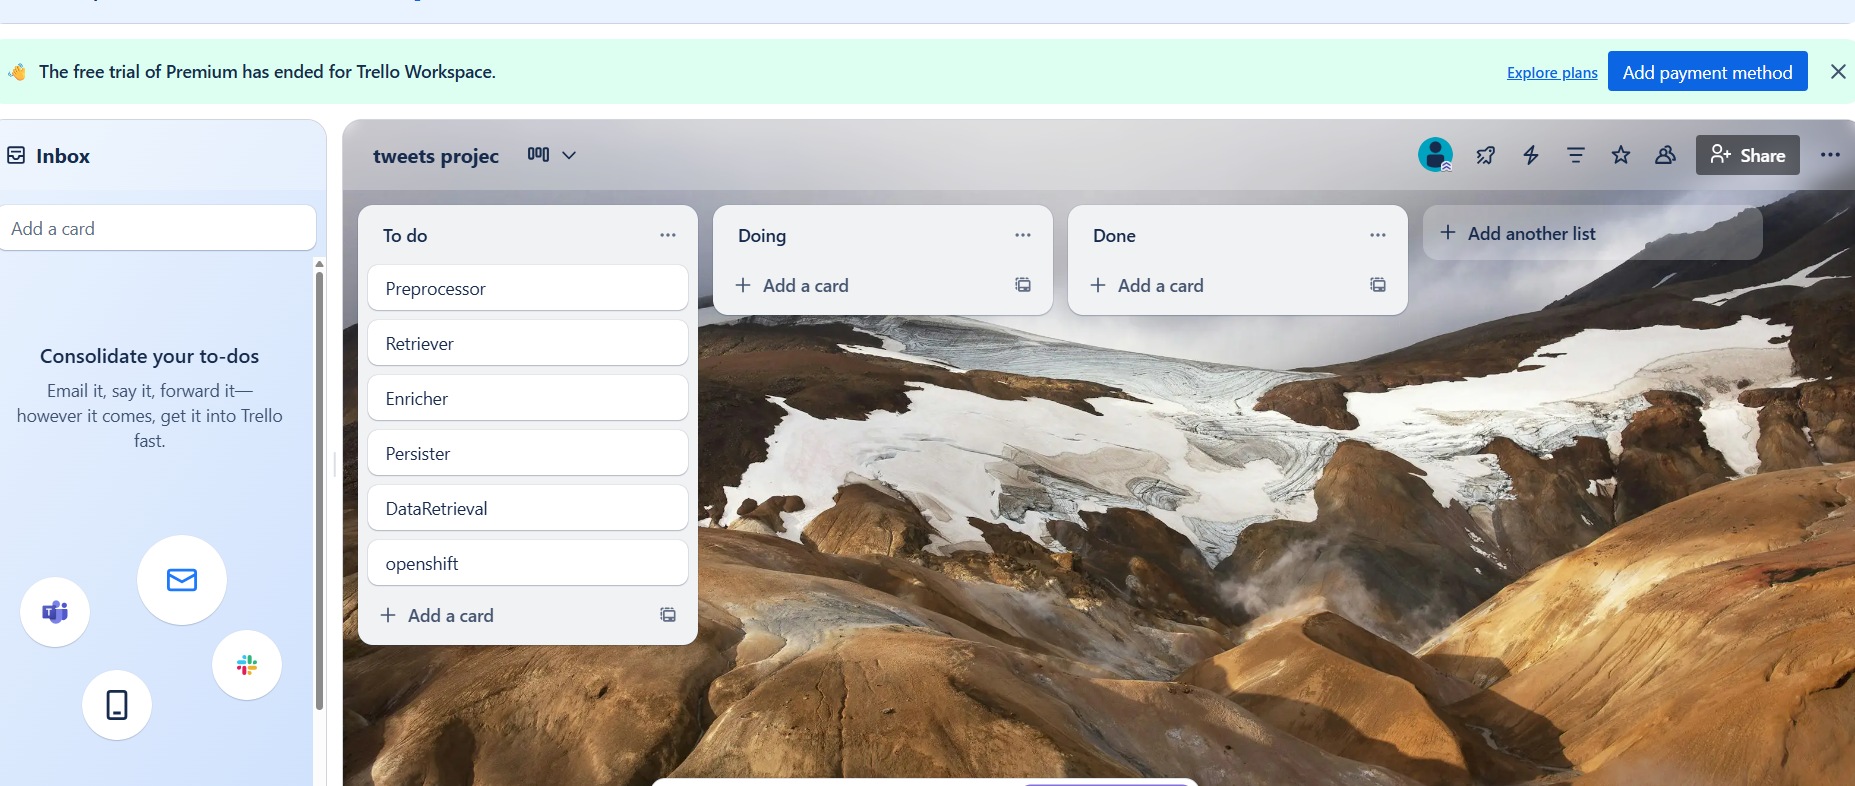 The free trial of Premium has ended for Trello Workspace.
Explore plans
Add payment method
Inbox
Add a card
Consolidate your to-dos
Email it, say it, forward it—
however it comes, get it into Trello
fast.
tweets projec
Share
To do
Preprocessor
Retriever
Enricher
Persister
DataRetrieval
openshift
Add a card
Doing
Add a card
Done
Add a card
Add another list